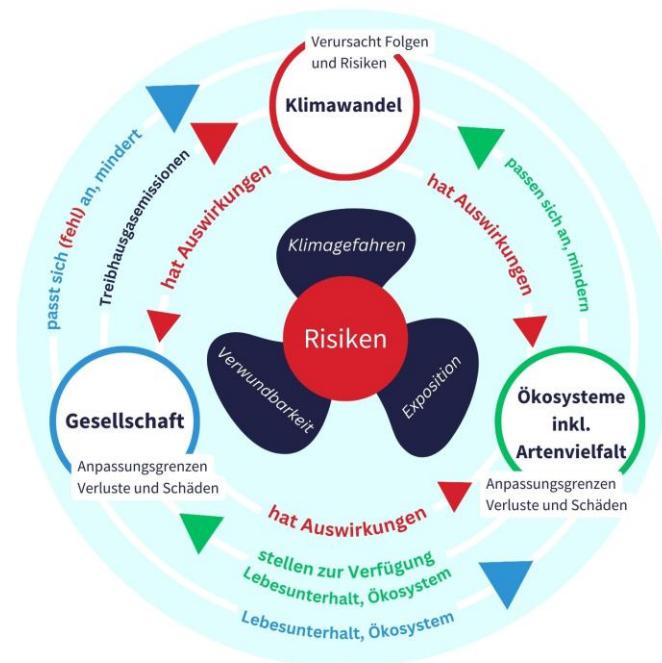 Verursacht Folgen
und Risiken
Klimawandel
passt sich (fehl) an, mindert
Treibhausgasemissionen
hat Auswirkungen
hat Auswirkungen
passen sich an, mindern
Klimagefahren
Risiken
Verwundbarkeit
Exposition
Gesellschaft
Anpassungsgrenzen
Verluste und Schäden
Ökosysteme
inkl.
Artenvielfalt
Anpassungsgrenzen
Verluste und Schäden
hat Auswirkungen
stellen zur Verfügung
Lebesunterhalt, Ökosystem
Lebesunterhalt, Ökosystem